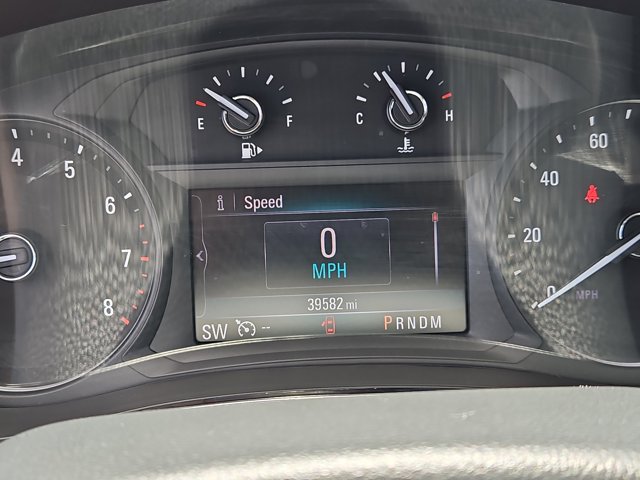 E F
C H
4
5
6
7
8
i Speed
0
MPH
39582 mi
SW -- PRNDM
60
40
20
0
MPH